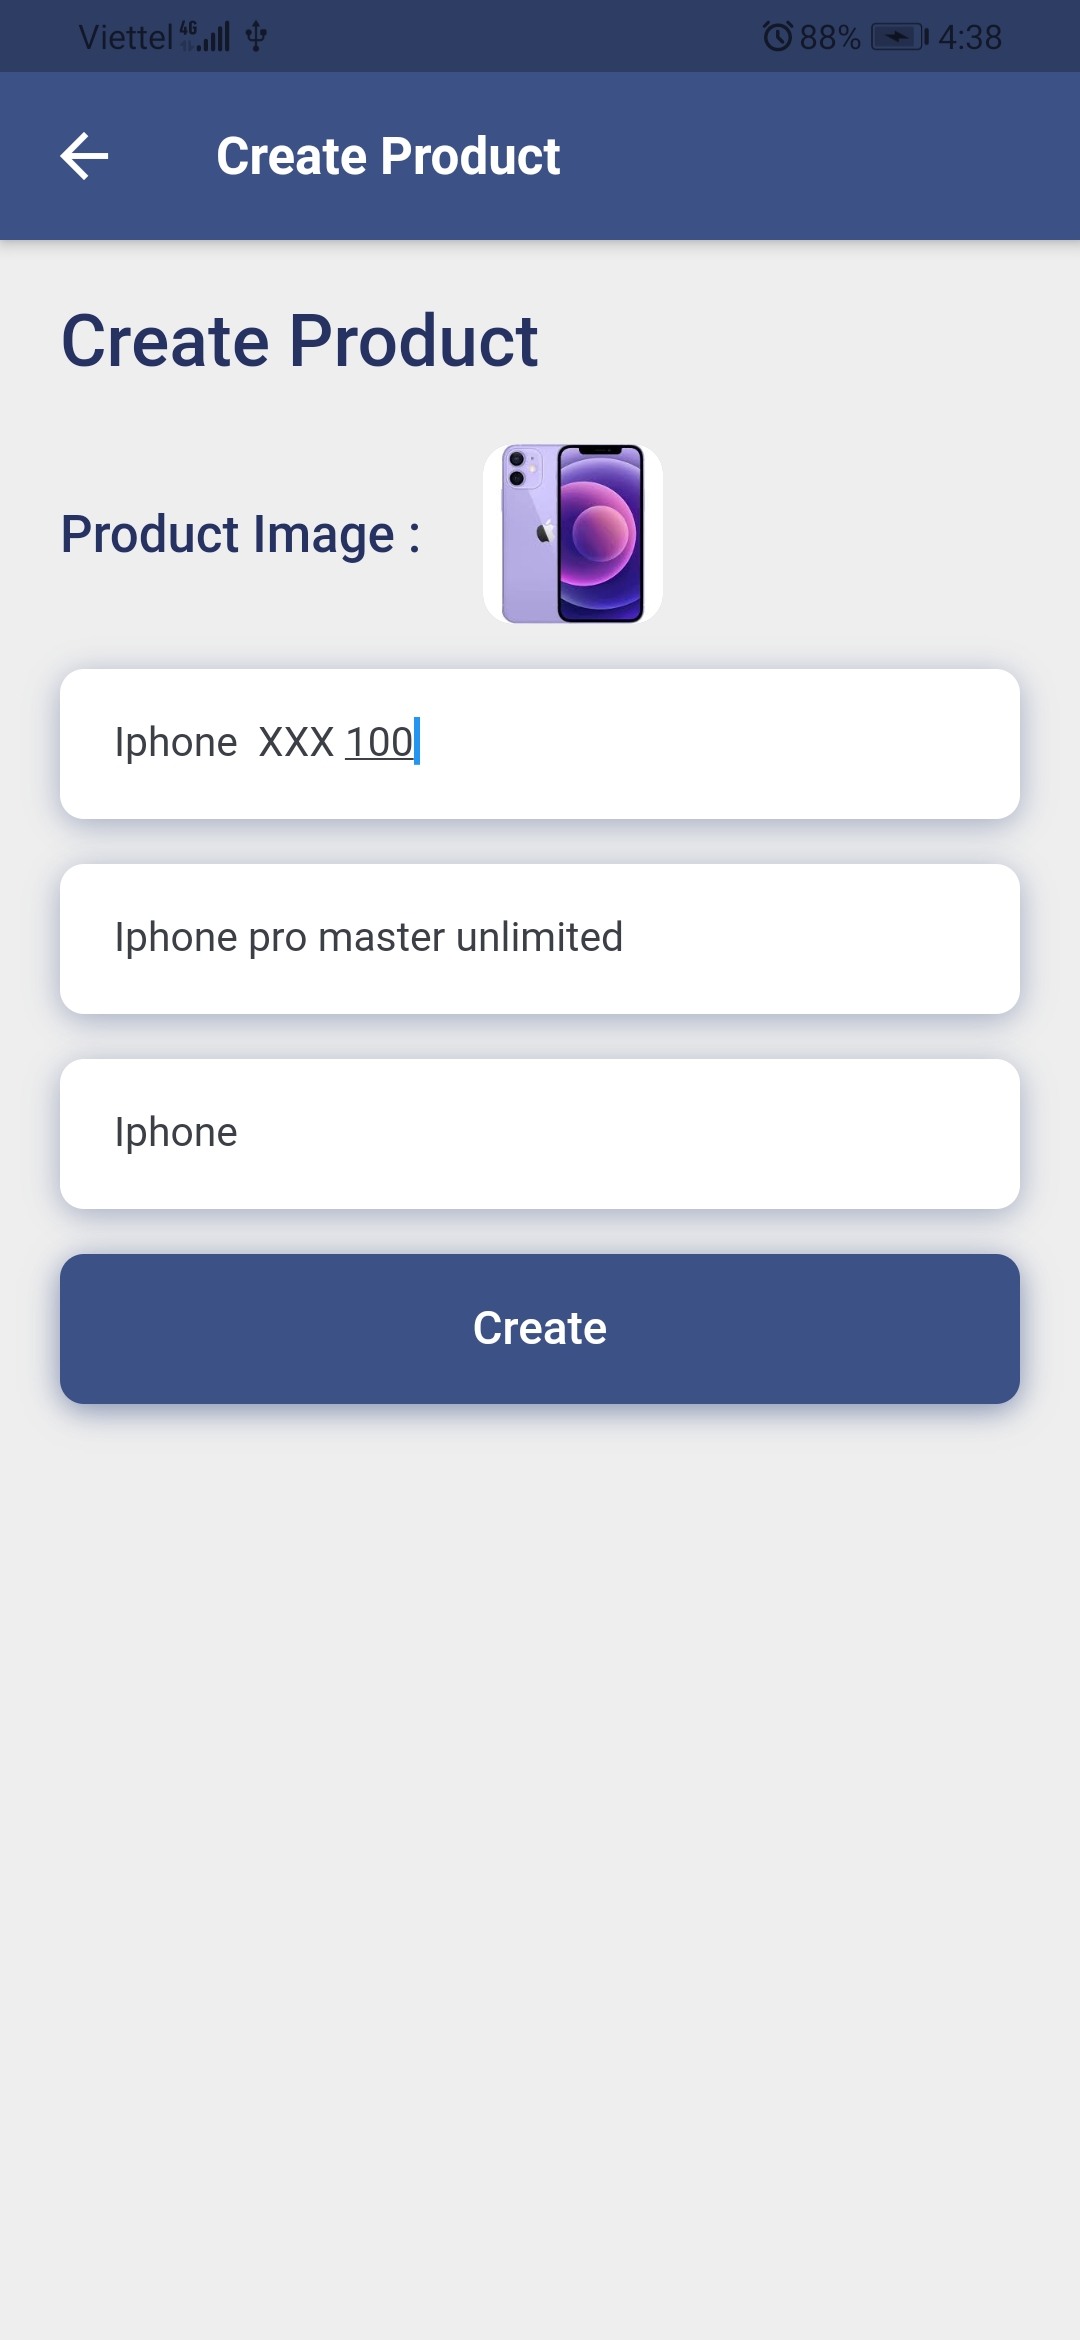 Viettel 4G 88% 4:38
Create Product
Create Product
Product Image :
Iphone  XXX 100
Iphone pro master unlimited
Iphone
Create